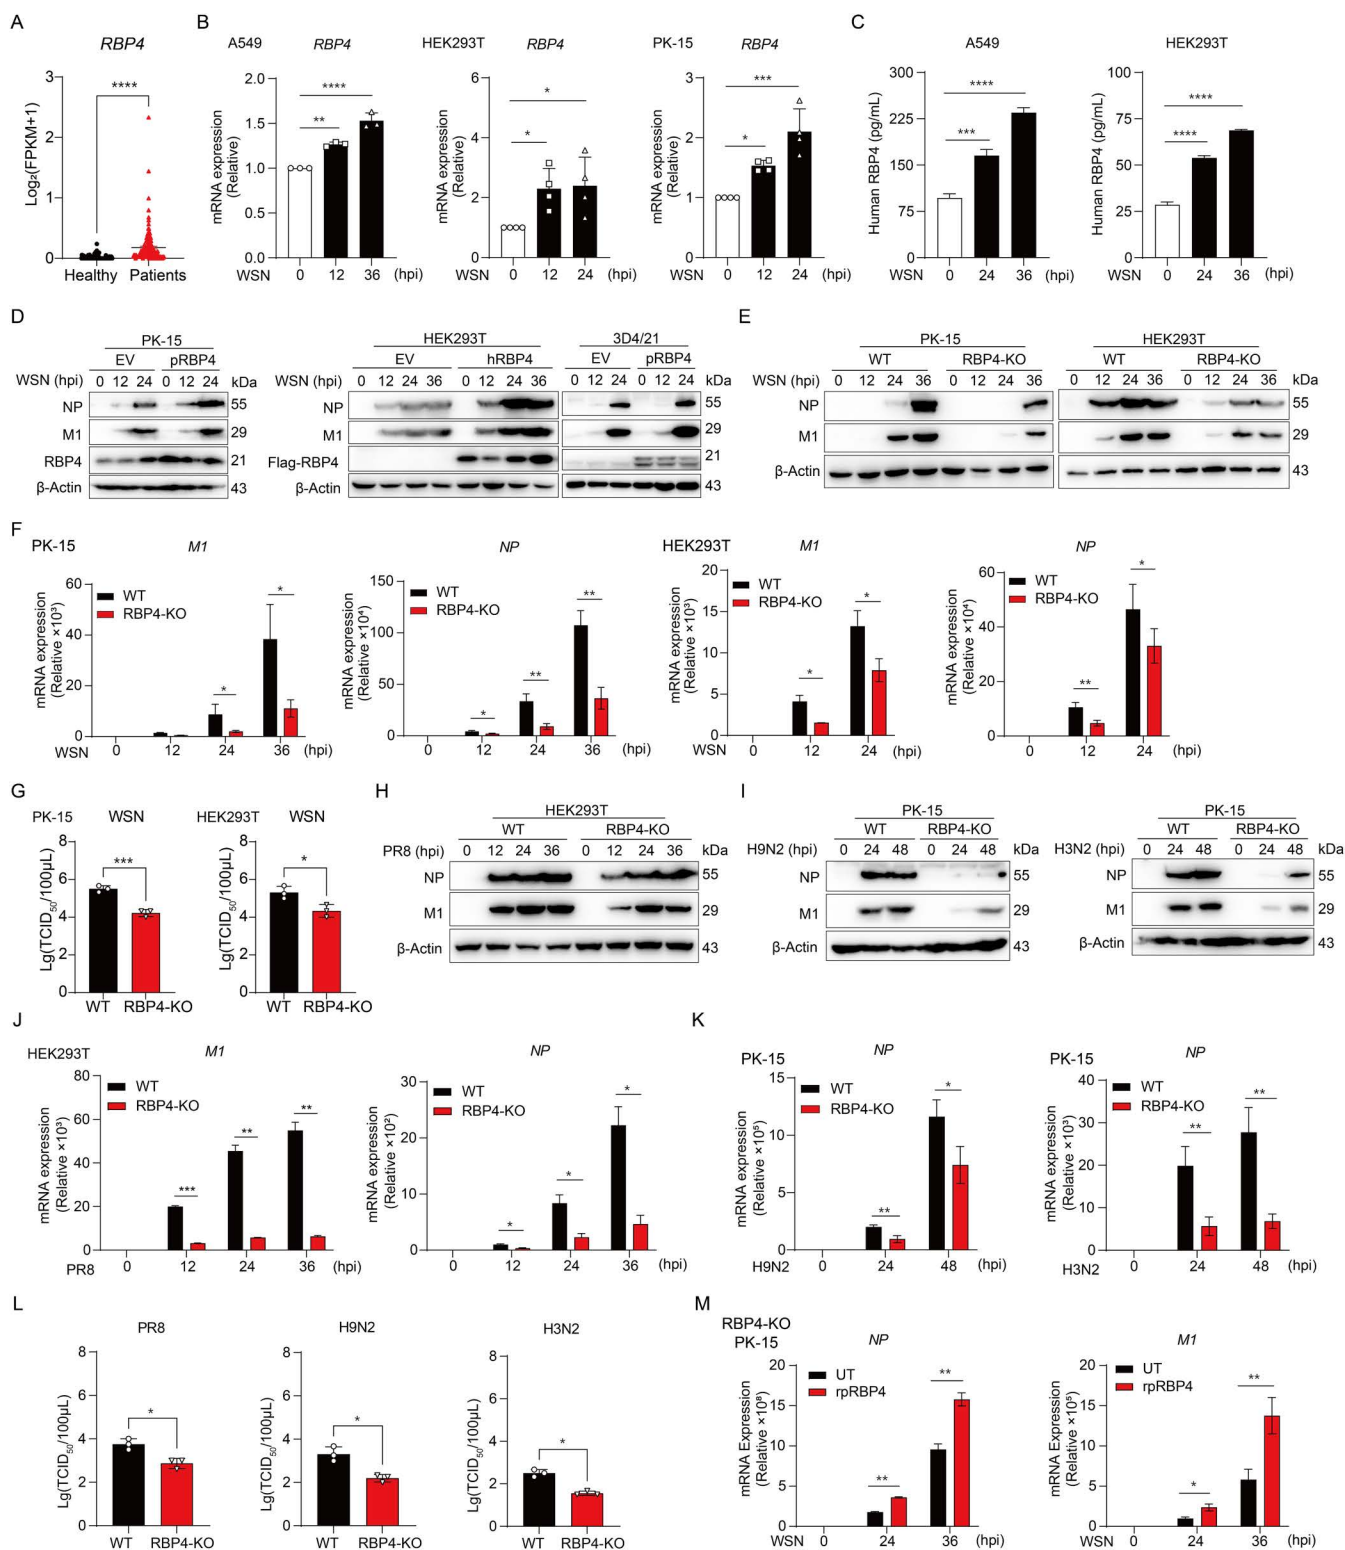 A
RBP4
****
Log₂(FPKM+1)
3
2
1
0
Healthy Patients
B
A549 RBP4
mRNA expression
(Relative)
2.0
1.5
1.0
0.5
0.0
****
**
WSN 0 12 36 (hpi)
HEK293T RBP4
mRNA expression
(Relative)
6
4
2
0
*
*
WSN 0 12 24 (hpi)
PK-15 RBP4
mRNA expression
(Relative)
3
2
1
0
***
*
WSN 0 12 24 (hpi)
C
A549
Human RBP4 (pg/mL)
300
225
150
75
0
****
***
WSN 0 24 36 (hpi)
HEK293T
Human RBP4 (pg/mL)
100
75
50
25
0
****
****
WSN 0 24 36 (hpi)
D
PK-15
EV pRBP4
WSN (hpi) 0 12 24 0 12 24 kDa
NP 55
M1 29
RBP4 21
β-Actin 43
HEK293T 3D4/21
EV hRBP4 EV pRBP4
WSN (hpi) 0 12 24 36 0 12 24 36 0 12 24 0 12 24 kDa
NP 55
M1 29
Flag-RBP4 21
β-Actin 43
E
PK-15 HEK293T
WT RBP4-KO WT RBP4-KO
WSN (hpi) 0 12 24 36 0 12 24 36 0 12 24 36 0 12 24 36 kDa
NP 55
M1 29
β-Actin 43
F
PK-15 M1
mRNA expression
(Relative ×10³)
60
40
20
0
WT
RBP4-KO
*
*
WSN 0 12 24 36 (hpi)
NP
mRNA expression
(Relative ×10⁴)
150
100
50
0
WT
RBP4-KO
*
**
**
0 12 24 36 (hpi)
HEK293T M1
mRNA expression
(Relative ×10³)
20
15
10
5
0
WT
RBP4-KO
*
*
WSN 0 12 24 (hpi)
NP
mRNA expression
(Relative ×10⁴)
60
40
20
0
WT
RBP4-KO
**
*
0 12 24 (hpi)
G
PK-15 WSN
Lg(TCID₅₀/100μL)
8
6
4
2
0
***
WT RBP4-KO
HEK293T WSN
Lg(TCID₅₀/100μL)
8
6
4
2
0
*
WT RBP4-KO
H
HEK293T
WT RBP4-KO
PR8 (hpi) 0 12 24 36 0 12 24 36 kDa
NP 55
M1 29
β-Actin 43
I
PK-15
WT RBP4-KO
H9N2 (hpi) 0 24 48 0 24 48 kDa
NP 55
M1 29
β-Actin 43
PK-15
WT RBP4-KO
H3N2 (hpi) 0 24 48 0 24 48 kDa
NP 55
M1 29
β-Actin 43
J
HEK293T M1
mRNA expression
(Relative ×10³)
80
60
40
20
0
WT
RBP4-KO
***
**
**
PR8 0 12 24 36 (hpi)
NP
mRNA expression
(Relative ×10²)
30
20
10
0
WT
RBP4-KO
*
*
*
0 12 24 36 (hpi)
K
PK-15 NP
mRNA expression
(Relative ×10⁵)
15
10
5
0
WT
RBP4-KO
**
*
H9N2 0 24 48 (hpi)
PK-15 NP
mRNA expression
(Relative ×10³)
40
30
20
10
0
WT
RBP4-KO
**
**
H3N2 0 24 48 (hpi)
L
PR8
Lg(TCID₅₀/100μL)
8
6
4
2
0
*
WT RBP4-KO
H9N2
Lg(TCID₅₀/100μL)
8
6
4
2
0
*
WT RBP4-KO
H3N2
Lg(TCID₅₀/100μL)
8
6
4
2
0
*
WT RBP4-KO
M
RBP4-KO
PK-15 NP
mRNA Expression
(Relative ×10⁸)
20
15
10
5
0
UT
rpRBP4
**
**
WSN 0 24 36 (hpi)
M1
mRNA Expression
(Relative ×10⁵)
20
15
10
5
0
UT
rpRBP4
*
**
0 24 36 (hpi)